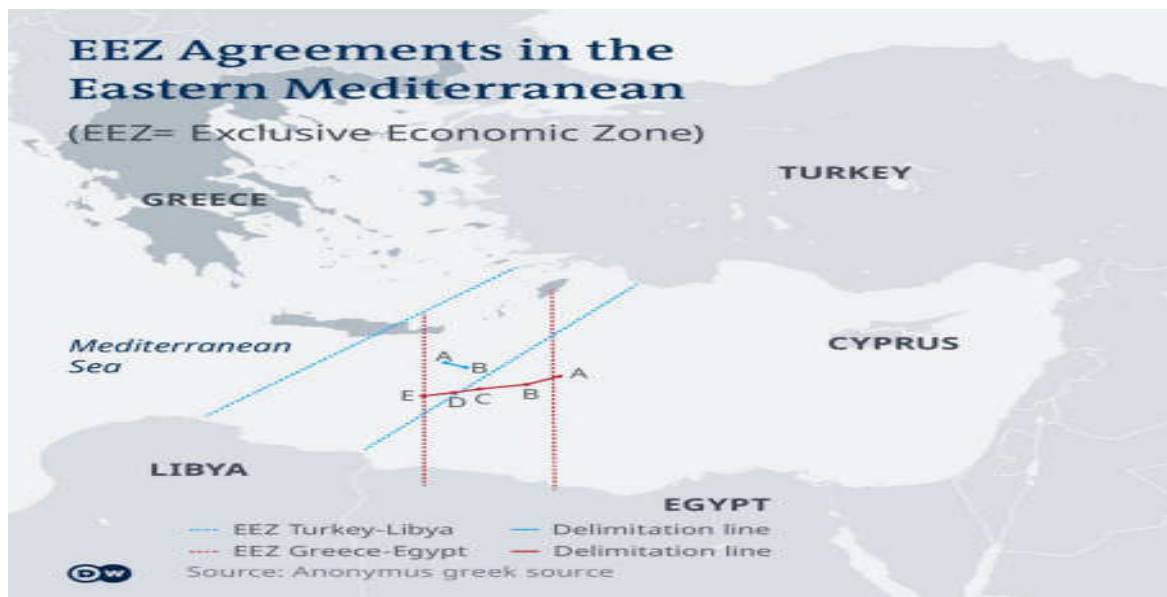 EEZ Agreements in the
Eastern Mediterranean
(EEZ= Exclusive Economic Zone)
TURKEY
GREECE
Mediterranean
Sea
CYPRUS
A
B
A
E
D
C
B
LIBYA
EGYPT
EEZ Turkey-Libya
Delimitation line
EEZ Greece-Egypt
Delimitation line
DW
Source: Anonymus greek source